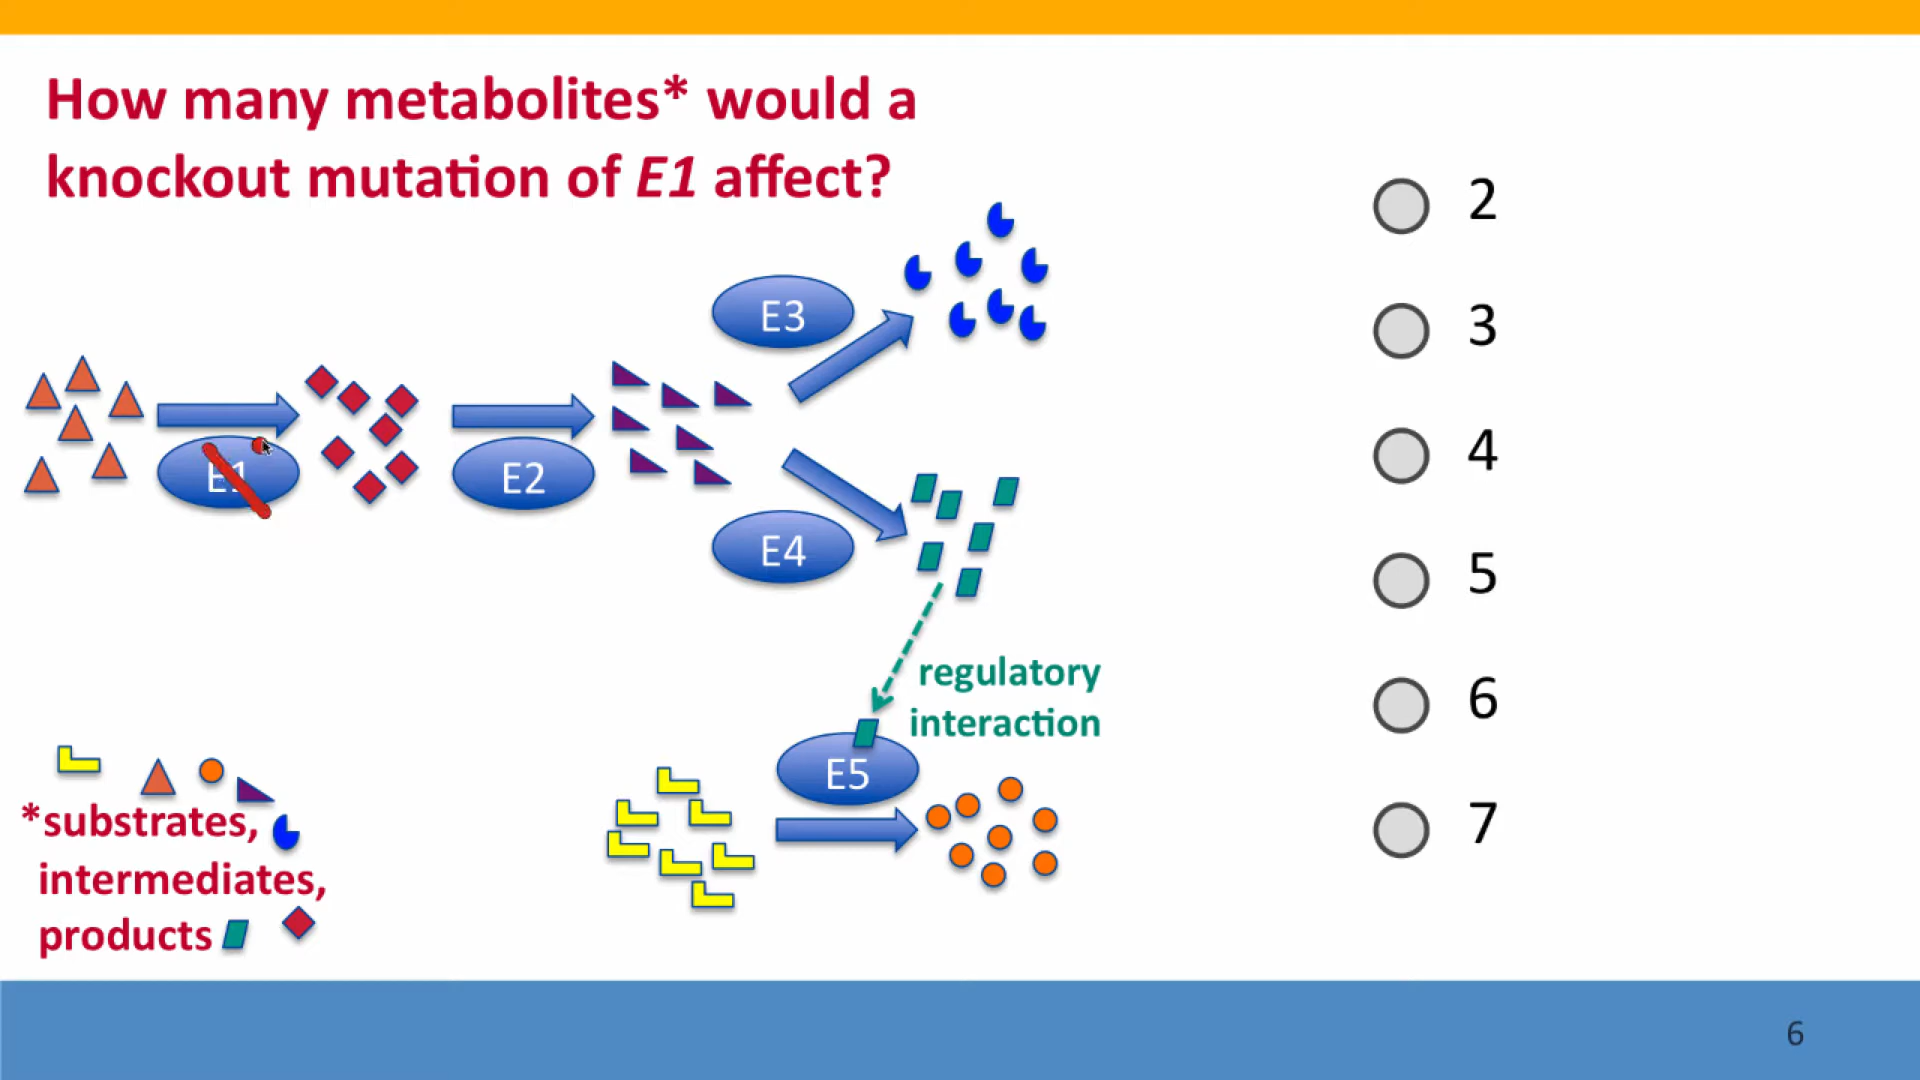 How many metabolites* would a
knockout mutation of E1 affect?
2
3
4
5
6
7
E3
E1
E2
E4
regulatory
interaction
E5
*substrates,
intermediates,
products
6